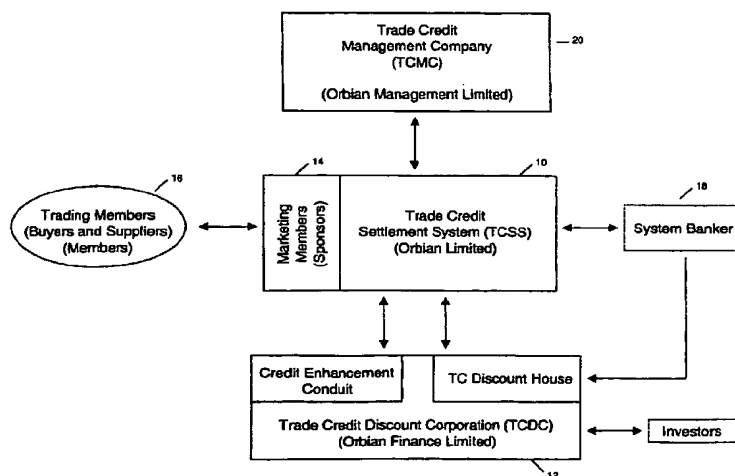 Trade Credit
Management Company
(TCMC)
(Orbian Management Limited)
20
16
Trading Members
(Buyers and Suppliers)
(Members)
14
Marketing
Members
(Sponsors)
10
Trade Credit
Settlement System (TCSS)
(Orbian Limited)
18
System Banker
Credit Enhancement
Conduit
TC Discount House
Trade Credit Discount Corporation (TCDC)
(Orbian Finance Limited)
Investors
12